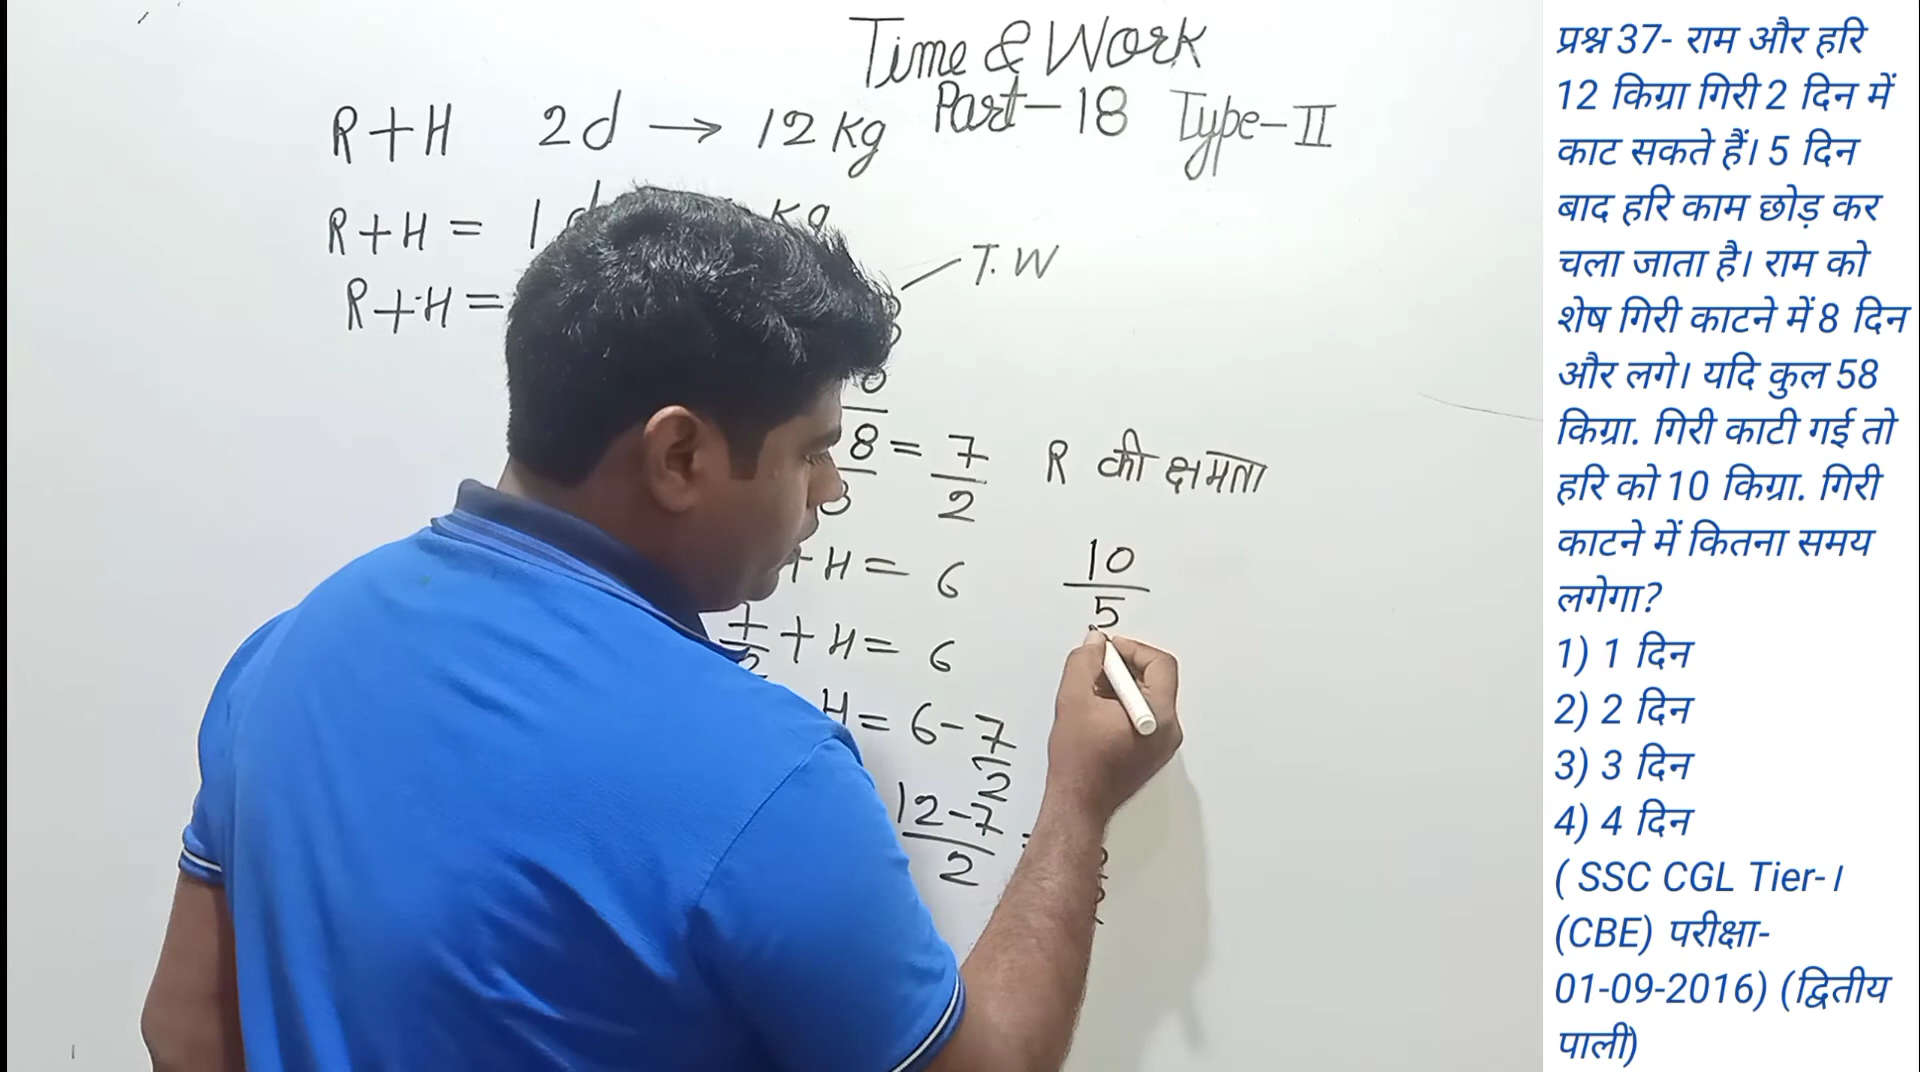 Time & Work
Part-18 Type-II
R+H 2d → 12 Kg
R+H = 1 d Kg
R+H =
T.W
8 = 7/2 R की क्षमता
3
+ H = 6
10/5
7/2 + H = 6
H = 6 - 7/2
12-7/2 =
प्रश्न 37- राम और हरि
12 किग्रा गिरी 2 दिन में
काट सकते हैं। 5 दिन
बाद हरि काम छोड़ कर
चला जाता है। राम को
शेष गिरी काटने में 8 दिन
और लगे। यदि कुल 58
किग्रा. गिरी काटी गई तो
हरि को 10 किग्रा. गिरी
काटने में कितना समय
लगेगा?
1) 1 दिन
2) 2 दिन
3) 3 दिन
4) 4 दिन
( SSC CGL Tier-।
(CBE) परीक्षा-
01-09-2016) (द्वितीय
पाली)